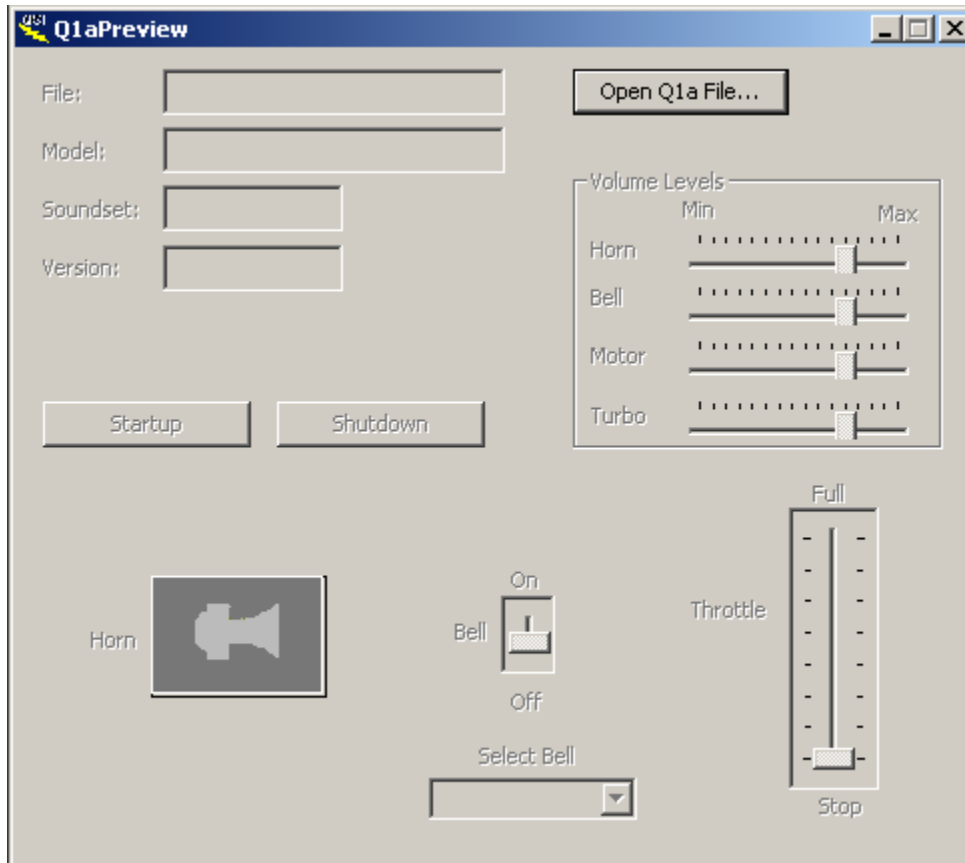 QSI Q1aPreview
File:
Open Q1a File...
Model:
Soundset:
Version:
Volume Levels
Min Max
Horn
Bell
Motor
Turbo
Startup Shutdown
Full
On
Horn
Bell
Throttle
Off
Select Bell
Stop